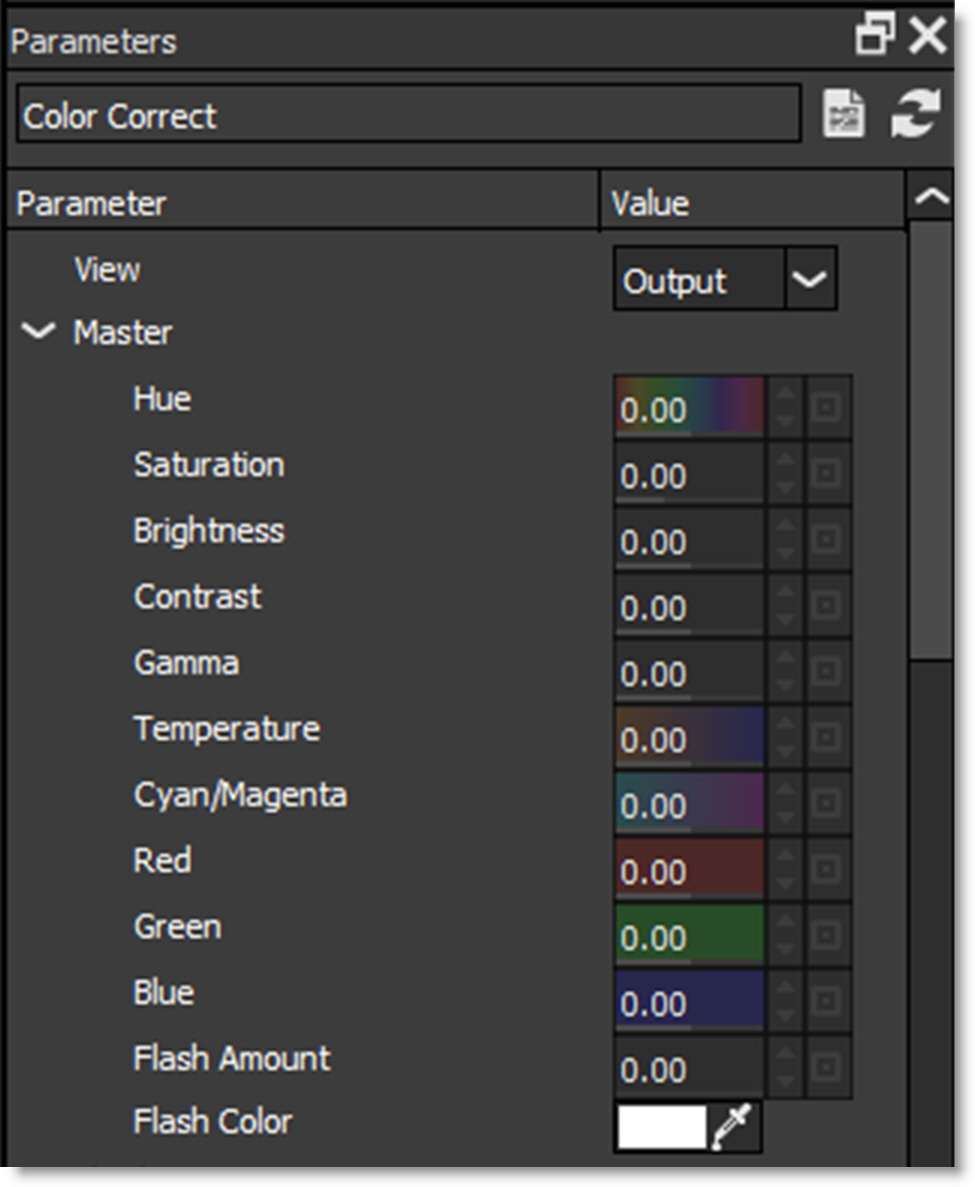 Parameters
Color Correct
Parameter Value
View Output
Master
Hue 0.00
Saturation 0.00
Brightness 0.00
Contrast 0.00
Gamma 0.00
Temperature 0.00
Cyan/Magenta 0.00
Red 0.00
Green 0.00
Blue 0.00
Flash Amount 0.00
Flash Color